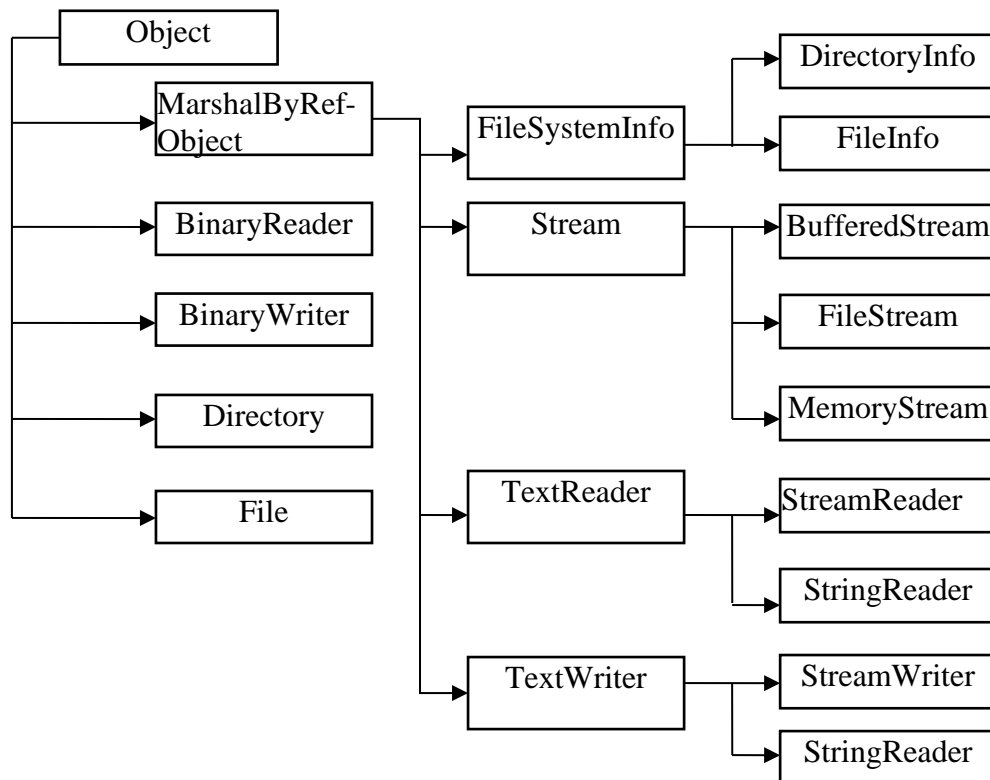 Object
MarshalByRef-
Object
BinaryReader
BinaryWriter
Directory
File
FileSystemInfo
Stream
TextReader
TextWriter
DirectoryInfo
FileInfo
BufferedStream
FileStream
MemoryStream
StreamReader
StringReader
StreamWriter
StringReader